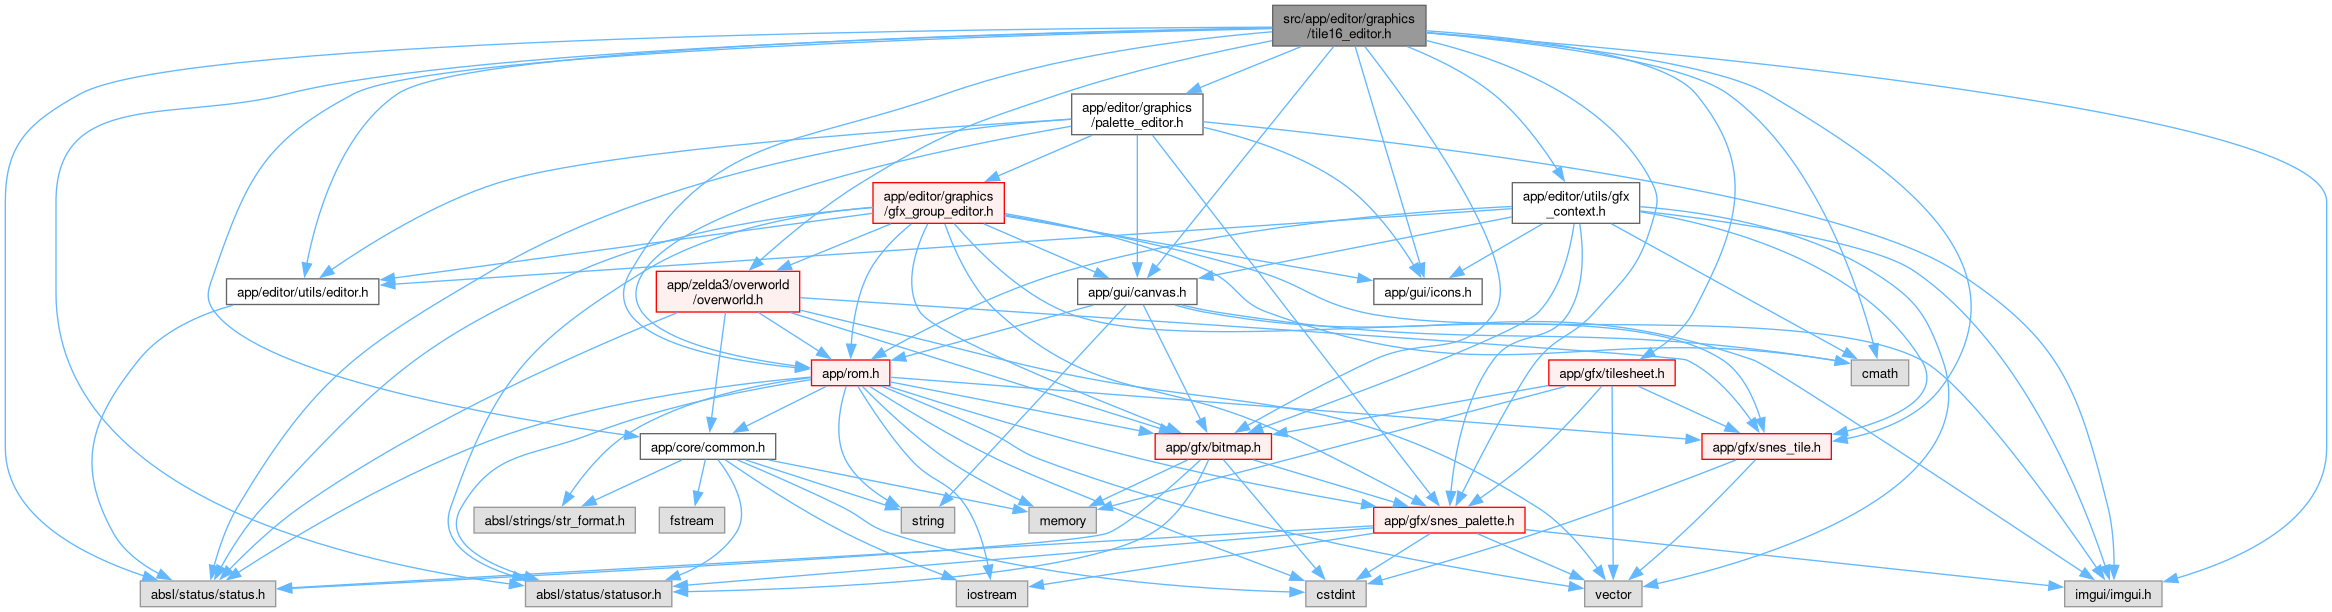 src/app/editor/graphics
/tile16_editor.h
app/editor/graphics
/palette_editor.h
app/editor/graphics
/gfx_group_editor.h
app/editor/utils/gfx
_context.h
app/editor/utils/editor.h
app/zelda3/overworld
/overworld.h
app/gui/canvas.h
app/gui/icons.h
app/rom.h
app/gfx/tilesheet.h
cmath
app/core/common.h
app/gfx/bitmap.h
app/gfx/snes_tile.h
absl/strings/str_format.h
fstream
string
memory
app/gfx/snes_palette.h
absl/status/status.h
absl/status/statusor.h
iostream
cstdint
vector
imgui/imgui.h